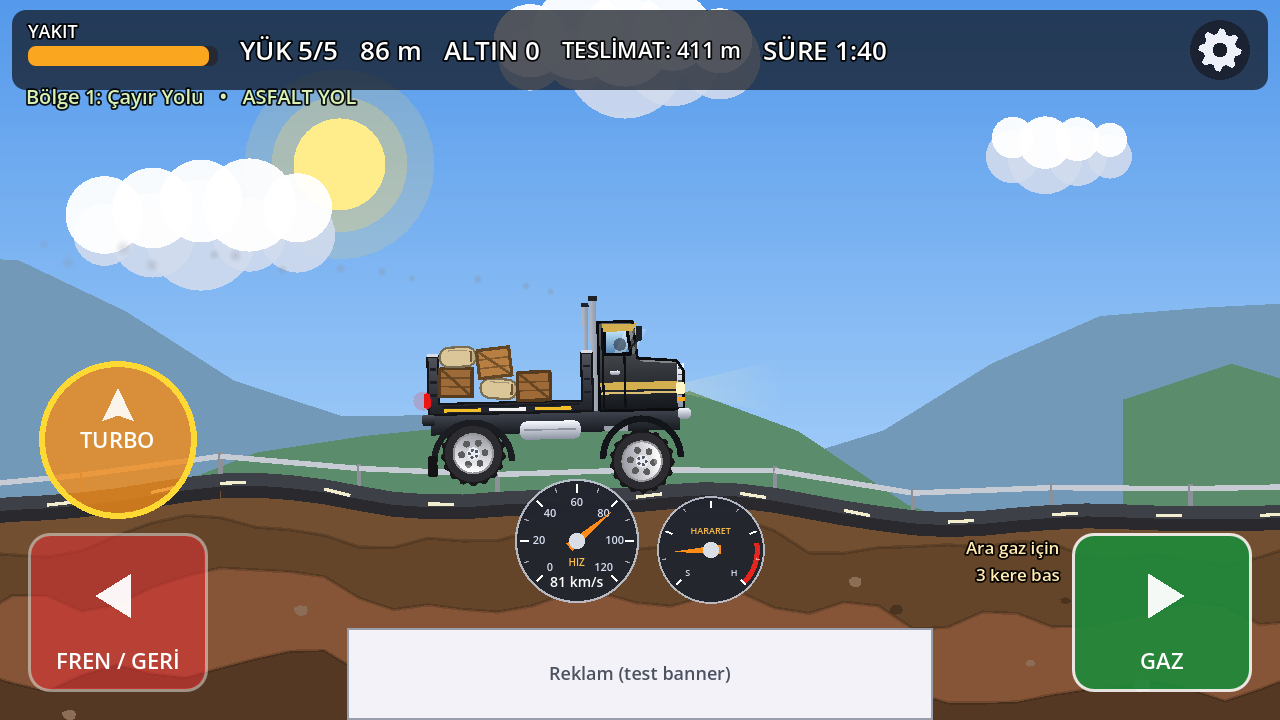 YAKIT
YÜK 5/5 86 m ALTIN 0 TESLİMAT: 411 m SÜRE 1:40
Bölge 1: Çayır Yolu • ASFALT YOL
TURBO
FREN / GERİ
0 20 40 60 80 100 120
HIZ
81 km/s
HARARET
S H
Ara gaz için
3 kere bas
GAZ
Reklam (test banner)